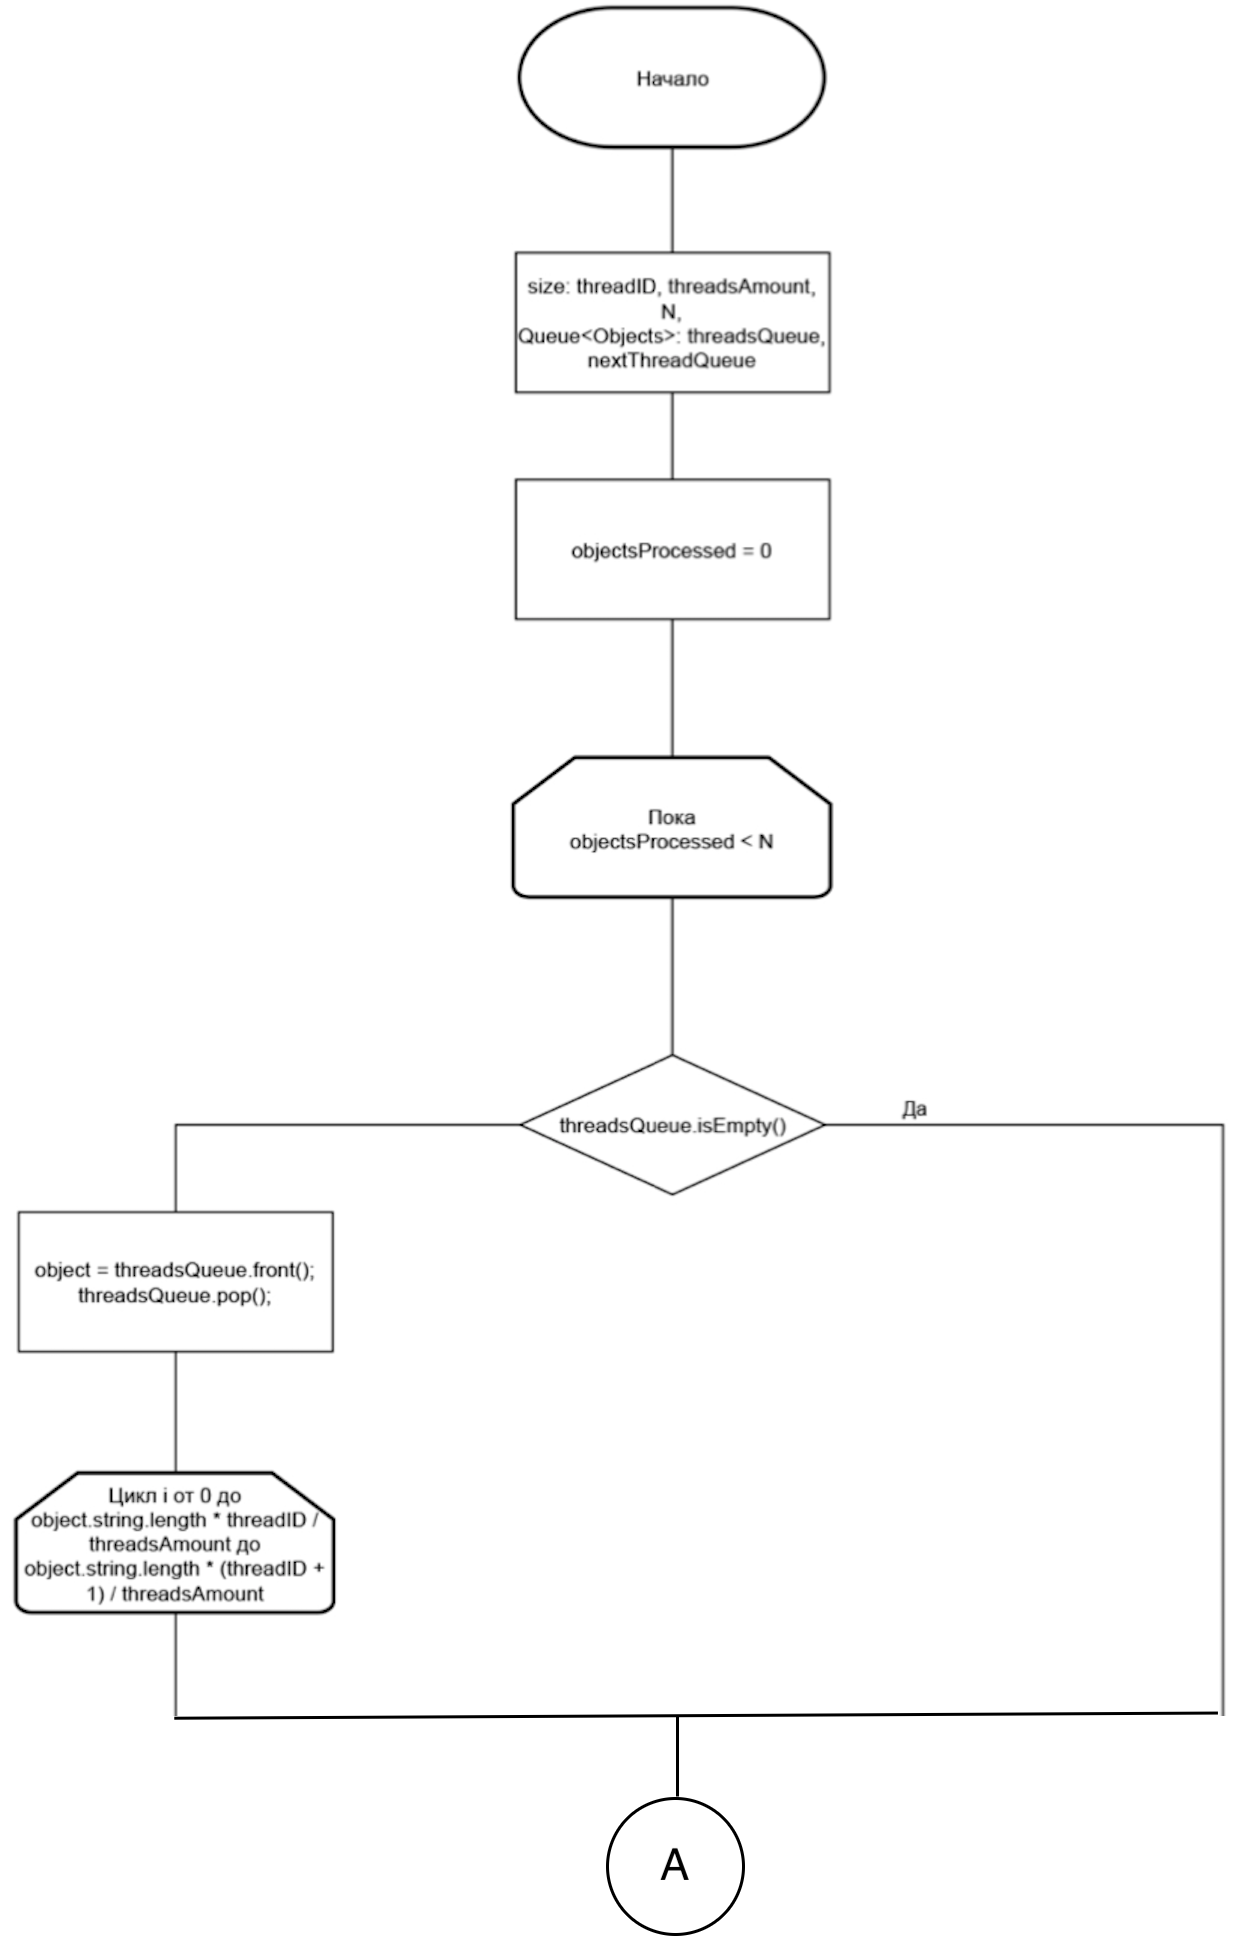 Начало
size: threadID, threadsAmount,
N,
Queue<Objects>: threadsQueue,
nextThreadQueue
objectsProcessed = 0
Пока
objectsProcessed < N
threadsQueue.isEmpty()
Да
object = threadsQueue.front();
threadsQueue.pop();
Цикл i от 0 до
object.string.length * threadID /
threadsAmount до
object.string.length * (threadID +
1) / threadsAmount
A